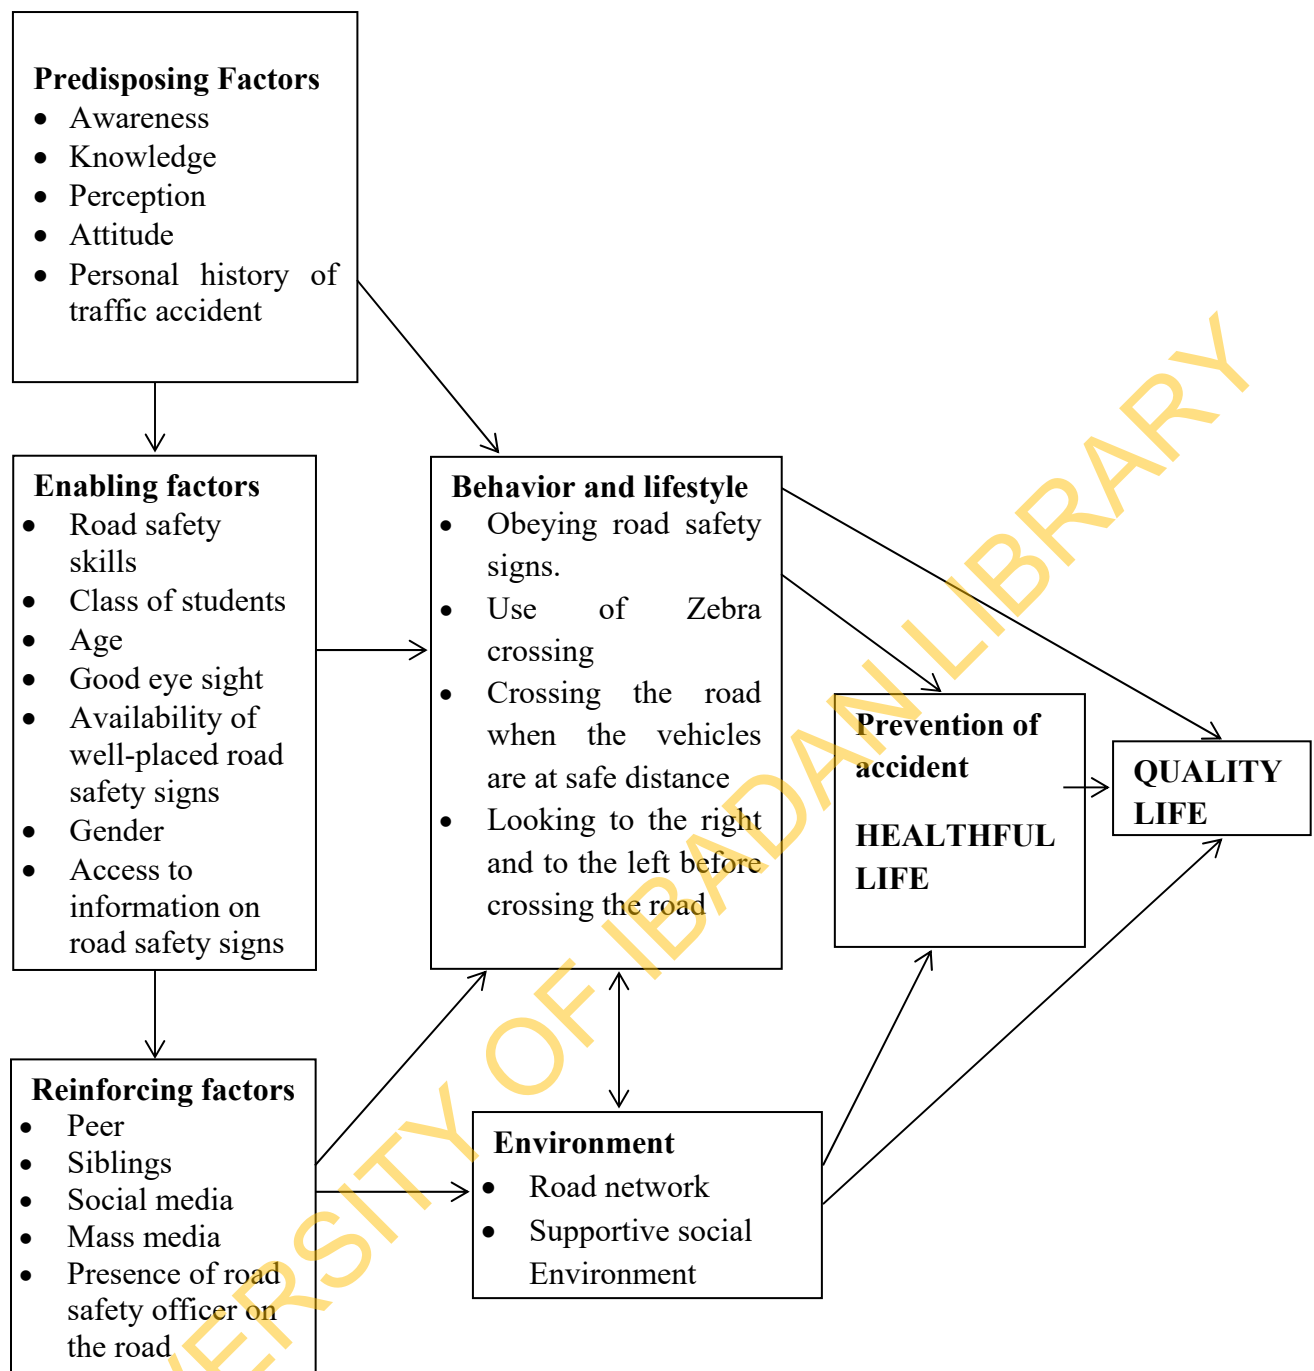 Predisposing Factors
• Awareness
• Knowledge
• Perception
• Attitude
• Personal history of
traffic accident
Enabling factors
• Road safety
skills
• Class of students
• Age
• Good eye sight
• Availability of
well-placed road
safety signs
• Gender
• Access to
information on
road safety signs
Reinforcing factors
• Peer
• Siblings
• Social media
• Mass media
• Presence of road
safety officer on
the road
Behavior and lifestyle
• Obeying road safety
signs.
• Use of Zebra
crossing
• Crossing the road
when the vehicles
are at safe distance
• Looking to the right
and to the left before
crossing the road
Environment
• Road network
• Supportive social
Environment
Prevention of
accident
HEALTHFUL
LIFE
QUALITY
LIFE
VERSITY OF IBADAN LIBRARY